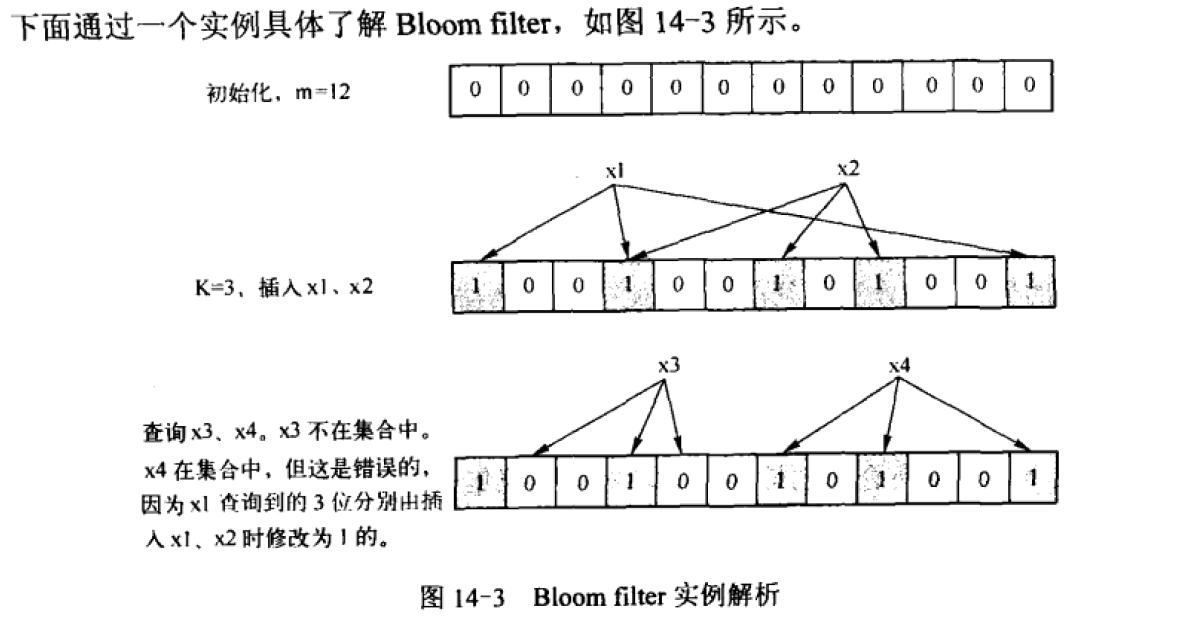 下面通过一个实例具体了解 Bloom filter，如图 14-3 所示。
初始化，m=12
0 0 0 0 0 0 0 0 0 0 0 0
x1 x2
K=3，插入 x1、x2
1 0 0 1 0 0 1 0 1 0 0 1
x3 x4
查询 x3、x4。x3 不在集合中。
x4 在集合中，但这是错误的，
因为 x1 查询到的 3 位分别由插
入 x1、x2 时修改为 1 的。
1 0 0 1 0 0 1 0 1 0 0 1
图 14-3 Bloom filter 实例解析